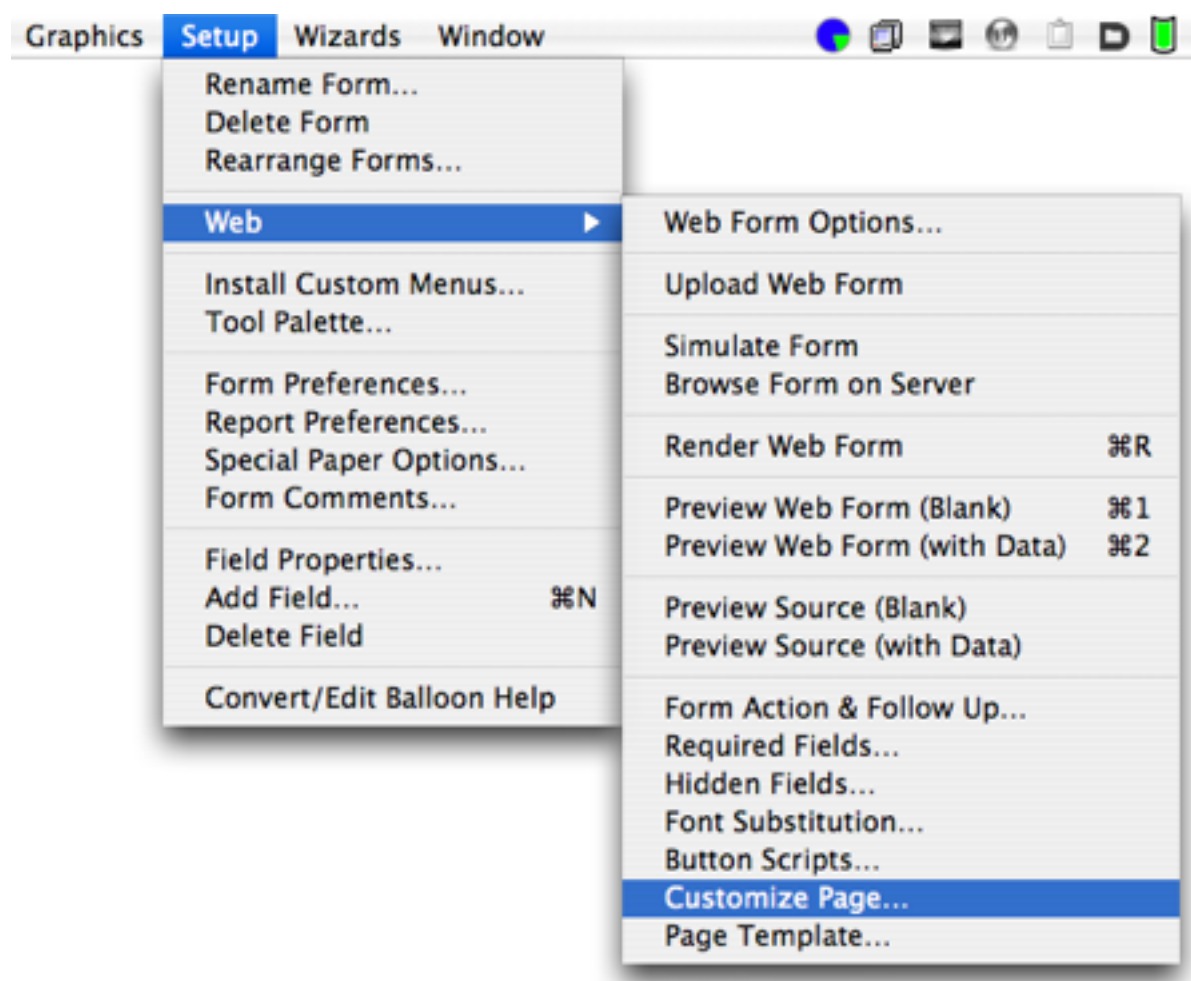 Graphics Setup Wizards Window
Rename Form...
Delete Form
Rearrange Forms...
Web
Install Custom Menus...
Tool Palette...
Form Preferences...
Report Preferences...
Special Paper Options...
Form Comments...
Field Properties...
Add Field... ⌘N
Delete Field
Convert/Edit Balloon Help
Web Form Options...
Upload Web Form
Simulate Form
Browse Form on Server
Render Web Form ⌘R
Preview Web Form (Blank) ⌘1
Preview Web Form (with Data) ⌘2
Preview Source (Blank)
Preview Source (with Data)
Form Action & Follow Up...
Required Fields...
Hidden Fields...
Font Substitution...
Button Scripts...
Customize Page...
Page Template...